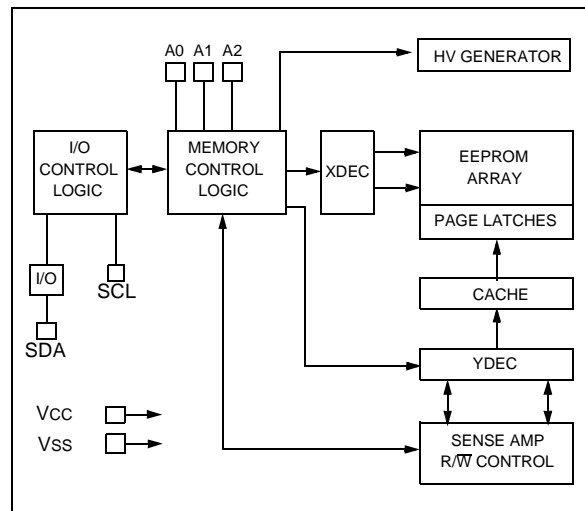 A0 A1 A2
HV GENERATOR
I/O
CONTROL
LOGIC
MEMORY
CONTROL
LOGIC
XDEC
EEPROM
ARRAY
PAGE LATCHES
I/O
SCL
SDA
CACHE
YDEC
VCC
VSS
SENSE AMP
R/W̅ CONTROL